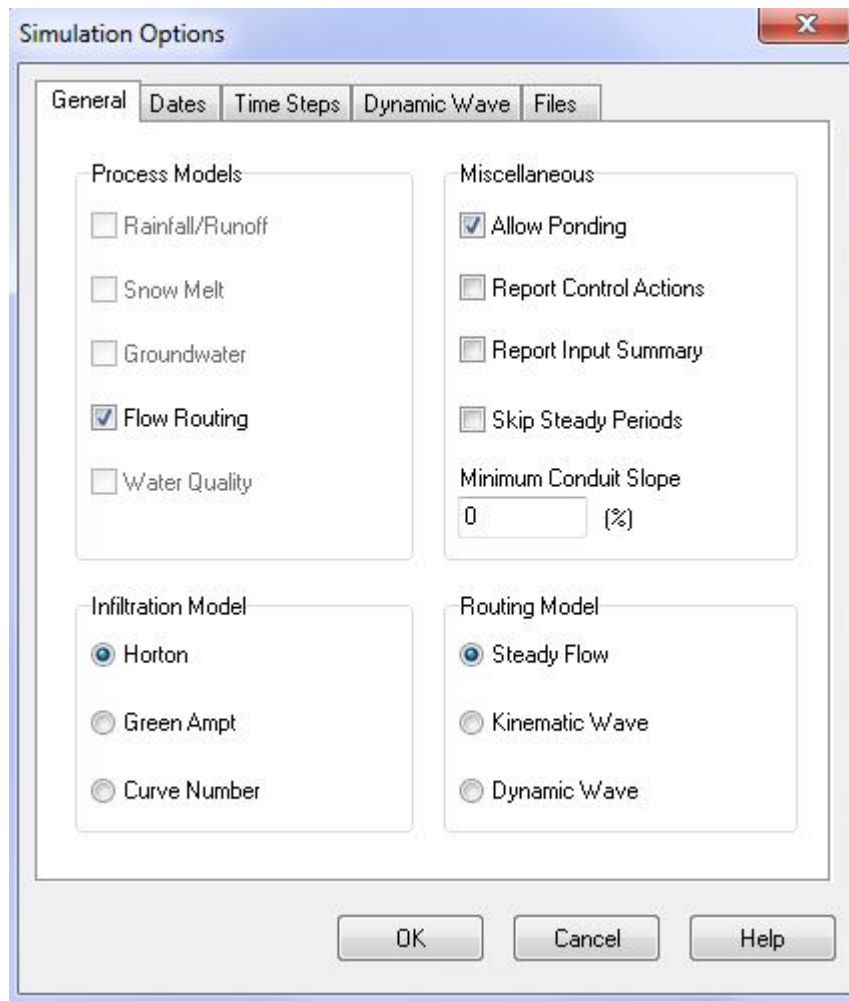 Simulation Options
General
Dates
Time Steps
Dynamic Wave
Files
Process Models
Rainfall/Runoff
Snow Melt
Groundwater
Flow Routing
Water Quality
Miscellaneous
Allow Ponding
Report Control Actions
Report Input Summary
Skip Steady Periods
Minimum Conduit Slope
0 (%)
Infiltration Model
Horton
Green Ampt
Curve Number
Routing Model
Steady Flow
Kinematic Wave
Dynamic Wave
OK
Cancel
Help